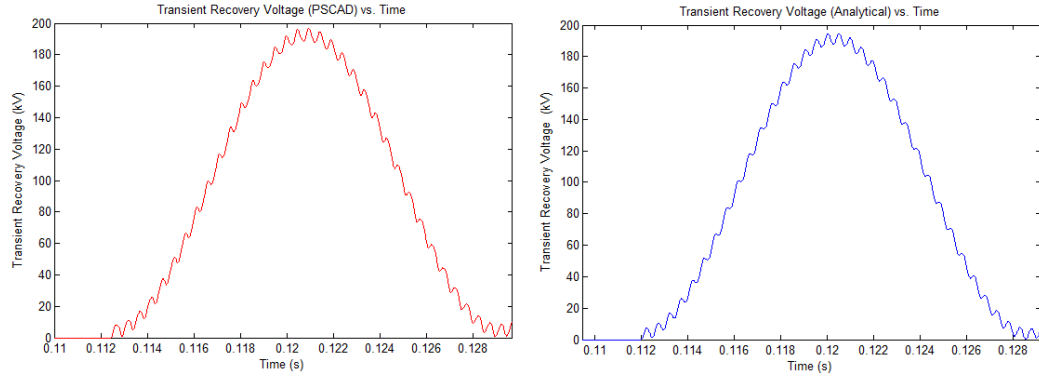 Transient Recovery Voltage (PSCAD) vs. Time
200
180
160
140
120
100
80
60
40
20
0
Transient Recovery Voltage (kV)
0.11 0.112 0.114 0.116 0.118 0.12 0.122 0.124 0.126 0.128
Time (s)
Transient Recovery Voltage (Analytical) vs. Time
200
180
160
140
120
100
80
60
40
20
0
Transient Recovery Voltage (kV)
0.11 0.112 0.114 0.116 0.118 0.12 0.122 0.124 0.126 0.128
Time (s)